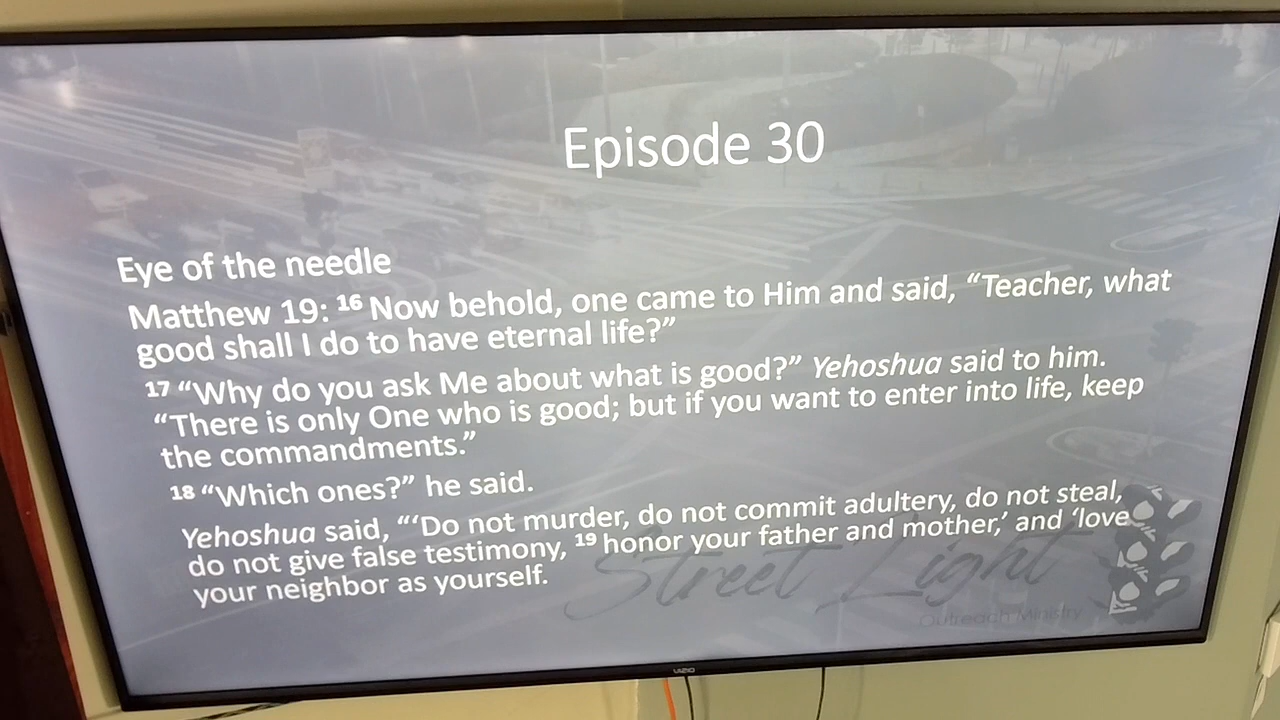 Episode 30
Eye of the needle
Matthew 19: 16 Now behold, one came to Him and said, “Teacher, what
good shall I do to have eternal life?”
17 “Why do you ask Me about what is good?” Yehoshua said to him.
“There is only One who is good; but if you want to enter into life, keep
the commandments.”
18 “Which ones?” he said.
Yehoshua said, “‘Do not murder, do not commit adultery, do not steal,
do not give false testimony, 19 honor your father and mother,’ and ‘love
your neighbor as yourself.
Street Light
Outreach Ministry
VIZIO